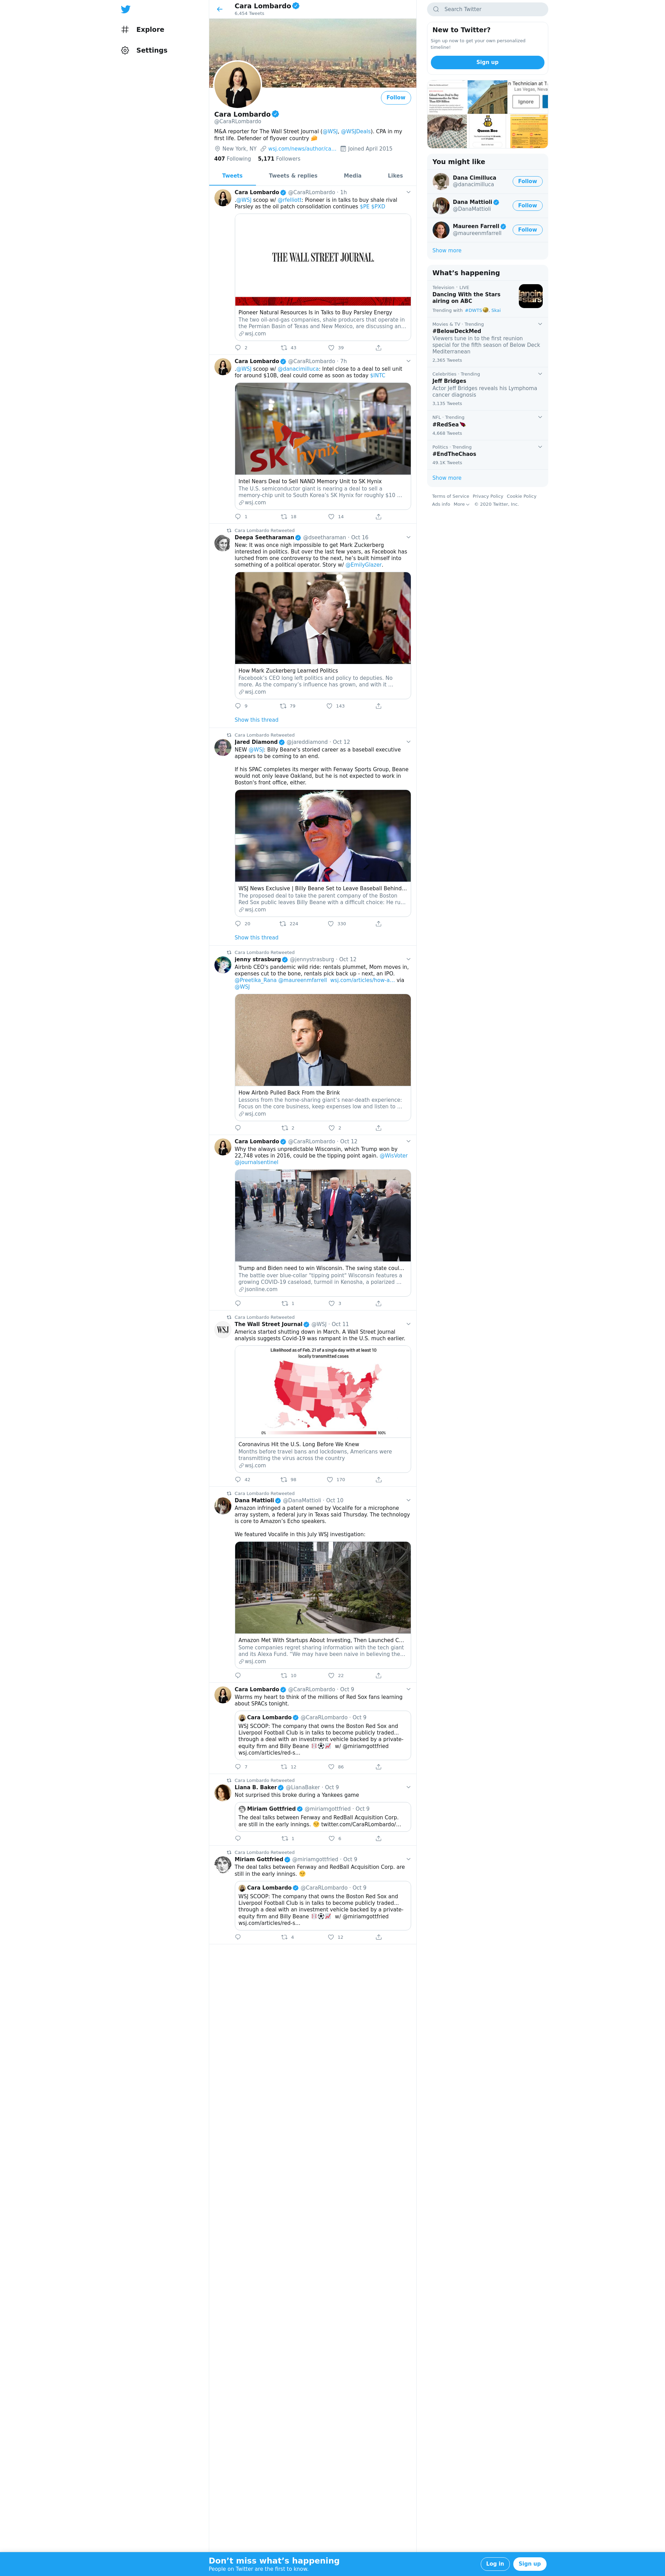 Explore
Settings
Cara Lombardo
6,454 Tweets
Follow
Cara Lombardo
@CaraRLombardo
M&A reporter for The Wall Street Journal (@WSJ, @WSJDeals). CPA in my
first life. Defender of flyover country 🧀
New York, NY wsj.com/news/author/ca… Joined April 2015
407 Following 5,171 Followers
Tweets Tweets & replies Media Likes
Cara Lombardo @CaraRLombardo · 1h
.@WSJ scoop w/ @rfelliott: Pioneer is in talks to buy shale rival
Parsley as the oil patch consolidation continues $PE $PXD
THE WALL STREET JOURNAL.
Pioneer Natural Resources Is in Talks to Buy Parsley Energy
The two oil-and-gas companies, shale producers that operate in
the Permian Basin of Texas and New Mexico, are discussing an…
wsj.com
2 43 39
Cara Lombardo @CaraRLombardo · 7h
.@WSJ scoop w/ @danacimilluca: Intel close to a deal to sell unit
for around $10B, deal could come as soon as today $INTC
SK hynix
Intel Nears Deal to Sell NAND Memory Unit to SK Hynix
The U.S. semiconductor giant is nearing a deal to sell a
memory-chip unit to South Korea's SK Hynix for roughly $10 …
wsj.com
1 18 14
Cara Lombardo Retweeted
Deepa Seetharaman @dseetharaman · Oct 16
New: It was once nigh impossible to get Mark Zuckerberg
interested in politics. But over the last few years, as Facebook has
lurched from one controversy to the next, he's built himself into
something of a political operator. Story w/ @EmilyGlazer.
How Mark Zuckerberg Learned Politics
Facebook's CEO long left politics and policy to deputies. No
more. As the company's influence has grown, and with it …
wsj.com
9 79 143
Show this thread
Cara Lombardo Retweeted
Jared Diamond @jareddiamond · Oct 12
NEW @WSJ: Billy Beane's storied career as a baseball executive
appears to be coming to an end.
If his SPAC completes its merger with Fenway Sports Group, Beane
would not only leave Oakland, but he is not expected to work in
Boston's front office, either.
WSJ News Exclusive | Billy Beane Set to Leave Baseball Behind…
The proposed deal to take the parent company of the Boston
Red Sox public leaves Billy Beane with a difficult choice: He ru…
wsj.com
20 224 330
Show this thread
Cara Lombardo Retweeted
jenny strasburg @jennystrasburg · Oct 12
Airbnb CEO's pandemic wild ride: rentals plummet, Mom moves in,
expenses cut to the bone, rentals pick back up - next, an IPO.
@Preetika_Rana @maureenmfarrell wsj.com/articles/how-a… via
@WSJ
How Airbnb Pulled Back From the Brink
Lessons from the home-sharing giant's near-death experience:
Focus on the core business, keep expenses low and listen to …
wsj.com
2 2
Cara Lombardo @CaraRLombardo · Oct 12
Why the always unpredictable Wisconsin, which Trump won by
22,748 votes in 2016, could be the tipping point again. @WisVoter
@journalsentinel
Trump and Biden need to win Wisconsin. The swing state coul…
The battle over blue-collar "tipping point" Wisconsin features a
growing COVID-19 caseload, turmoil in Kenosha, a polarized …
jsonline.com
1 3
Cara Lombardo Retweeted
The Wall Street Journal @WSJ · Oct 11
WSJ
America started shutting down in March. A Wall Street Journal
analysis suggests Covid-19 was rampant in the U.S. much earlier.
Likelihood as of Feb. 21 of a single day with at least 10
locally transmitted cases
100%
Coronavirus Hit the U.S. Long Before We Knew
Months before travel bans and lockdowns, Americans were
transmitting the virus across the country
wsj.com
42 98 170
Cara Lombardo Retweeted
Dana Mattioli @DanaMattioli · Oct 10
Amazon infringed a patent owned by Vocalife for a microphone
array system, a federal jury in Texas said Thursday. The technology
is core to Amazon's Echo speakers.
We featured Vocalife in this July WSJ investigation:
Amazon Met With Startups About Investing, Then Launched C…
Some companies regret sharing information with the tech giant
and its Alexa Fund. "We may have been naive in believing the…
wsj.com
10 22
Cara Lombardo @CaraRLombardo · Oct 9
Warms my heart to think of the millions of Red Sox fans learning
about SPACs tonight.
Cara Lombardo @CaraRLombardo · Oct 9
WSJ SCOOP: The company that owns the Boston Red Sox and
Liverpool Football Club is in talks to become publicly traded…
through a deal with an investment vehicle backed by a private-
equity firm and Billy Beane w/ @miriamgottfried
wsj.com/articles/red-s…
7 12 66
Cara Lombardo Retweeted
Liana B. Baker @LianaBaker · Oct 9
Not surprised this broke during a Yankees game
Miriam Gottfried @miriamgottfried · Oct 9
The deal talks between Fenway and RedBall Acquisition Corp.
are still in the early innings. twitter.com/CaraRLombardo/…
1 6
Cara Lombardo Retweeted
Miriam Gottfried @miriamgottfried · Oct 9
The deal talks between Fenway and RedBall Acquisition Corp. are
still in the early innings.
Cara Lombardo @CaraRLombardo · Oct 9
WSJ SCOOP: The company that owns the Boston Red Sox and
Liverpool Football Club is in talks to become publicly traded…
through a deal with an investment vehicle backed by a private-
equity firm and Billy Beane w/ @miriamgottfried
wsj.com/articles/red-s…
4 12
Search Twitter
New to Twitter?
Sign up now to get your own personalized
timeline!
Sign up
n Technician at T.
Las Vegas, Neva
Ignore
Queen Bee
You might like
Dana Cimilluca
@danacimilluca
Follow
Dana Mattioli
@DanaMattioli
Follow
Maureen Farrell
@maureenmfarrell
Follow
Show more
What's happening
Television · LIVE
Dancing With the Stars
airing on ABC
Trending with #DWTS, Skai
Movies & TV · Trending
#BelowDeckMed
Viewers tune in to the first reunion
special for the fifth season of Below Deck
Mediterranean
2,365 Tweets
Celebrities · Trending
Jeff Bridges
Actor Jeff Bridges reveals his Lymphoma
cancer diagnosis
3,135 Tweets
NFL · Trending
#RedSea
4,668 Tweets
Politics · Trending
#EndTheChaos
49.1K Tweets
Show more
Terms of Service Privacy Policy Cookie Policy
Ads info More © 2020 Twitter, Inc.
Don't miss what's happening
People on Twitter are the first to know.
Log in
Sign up